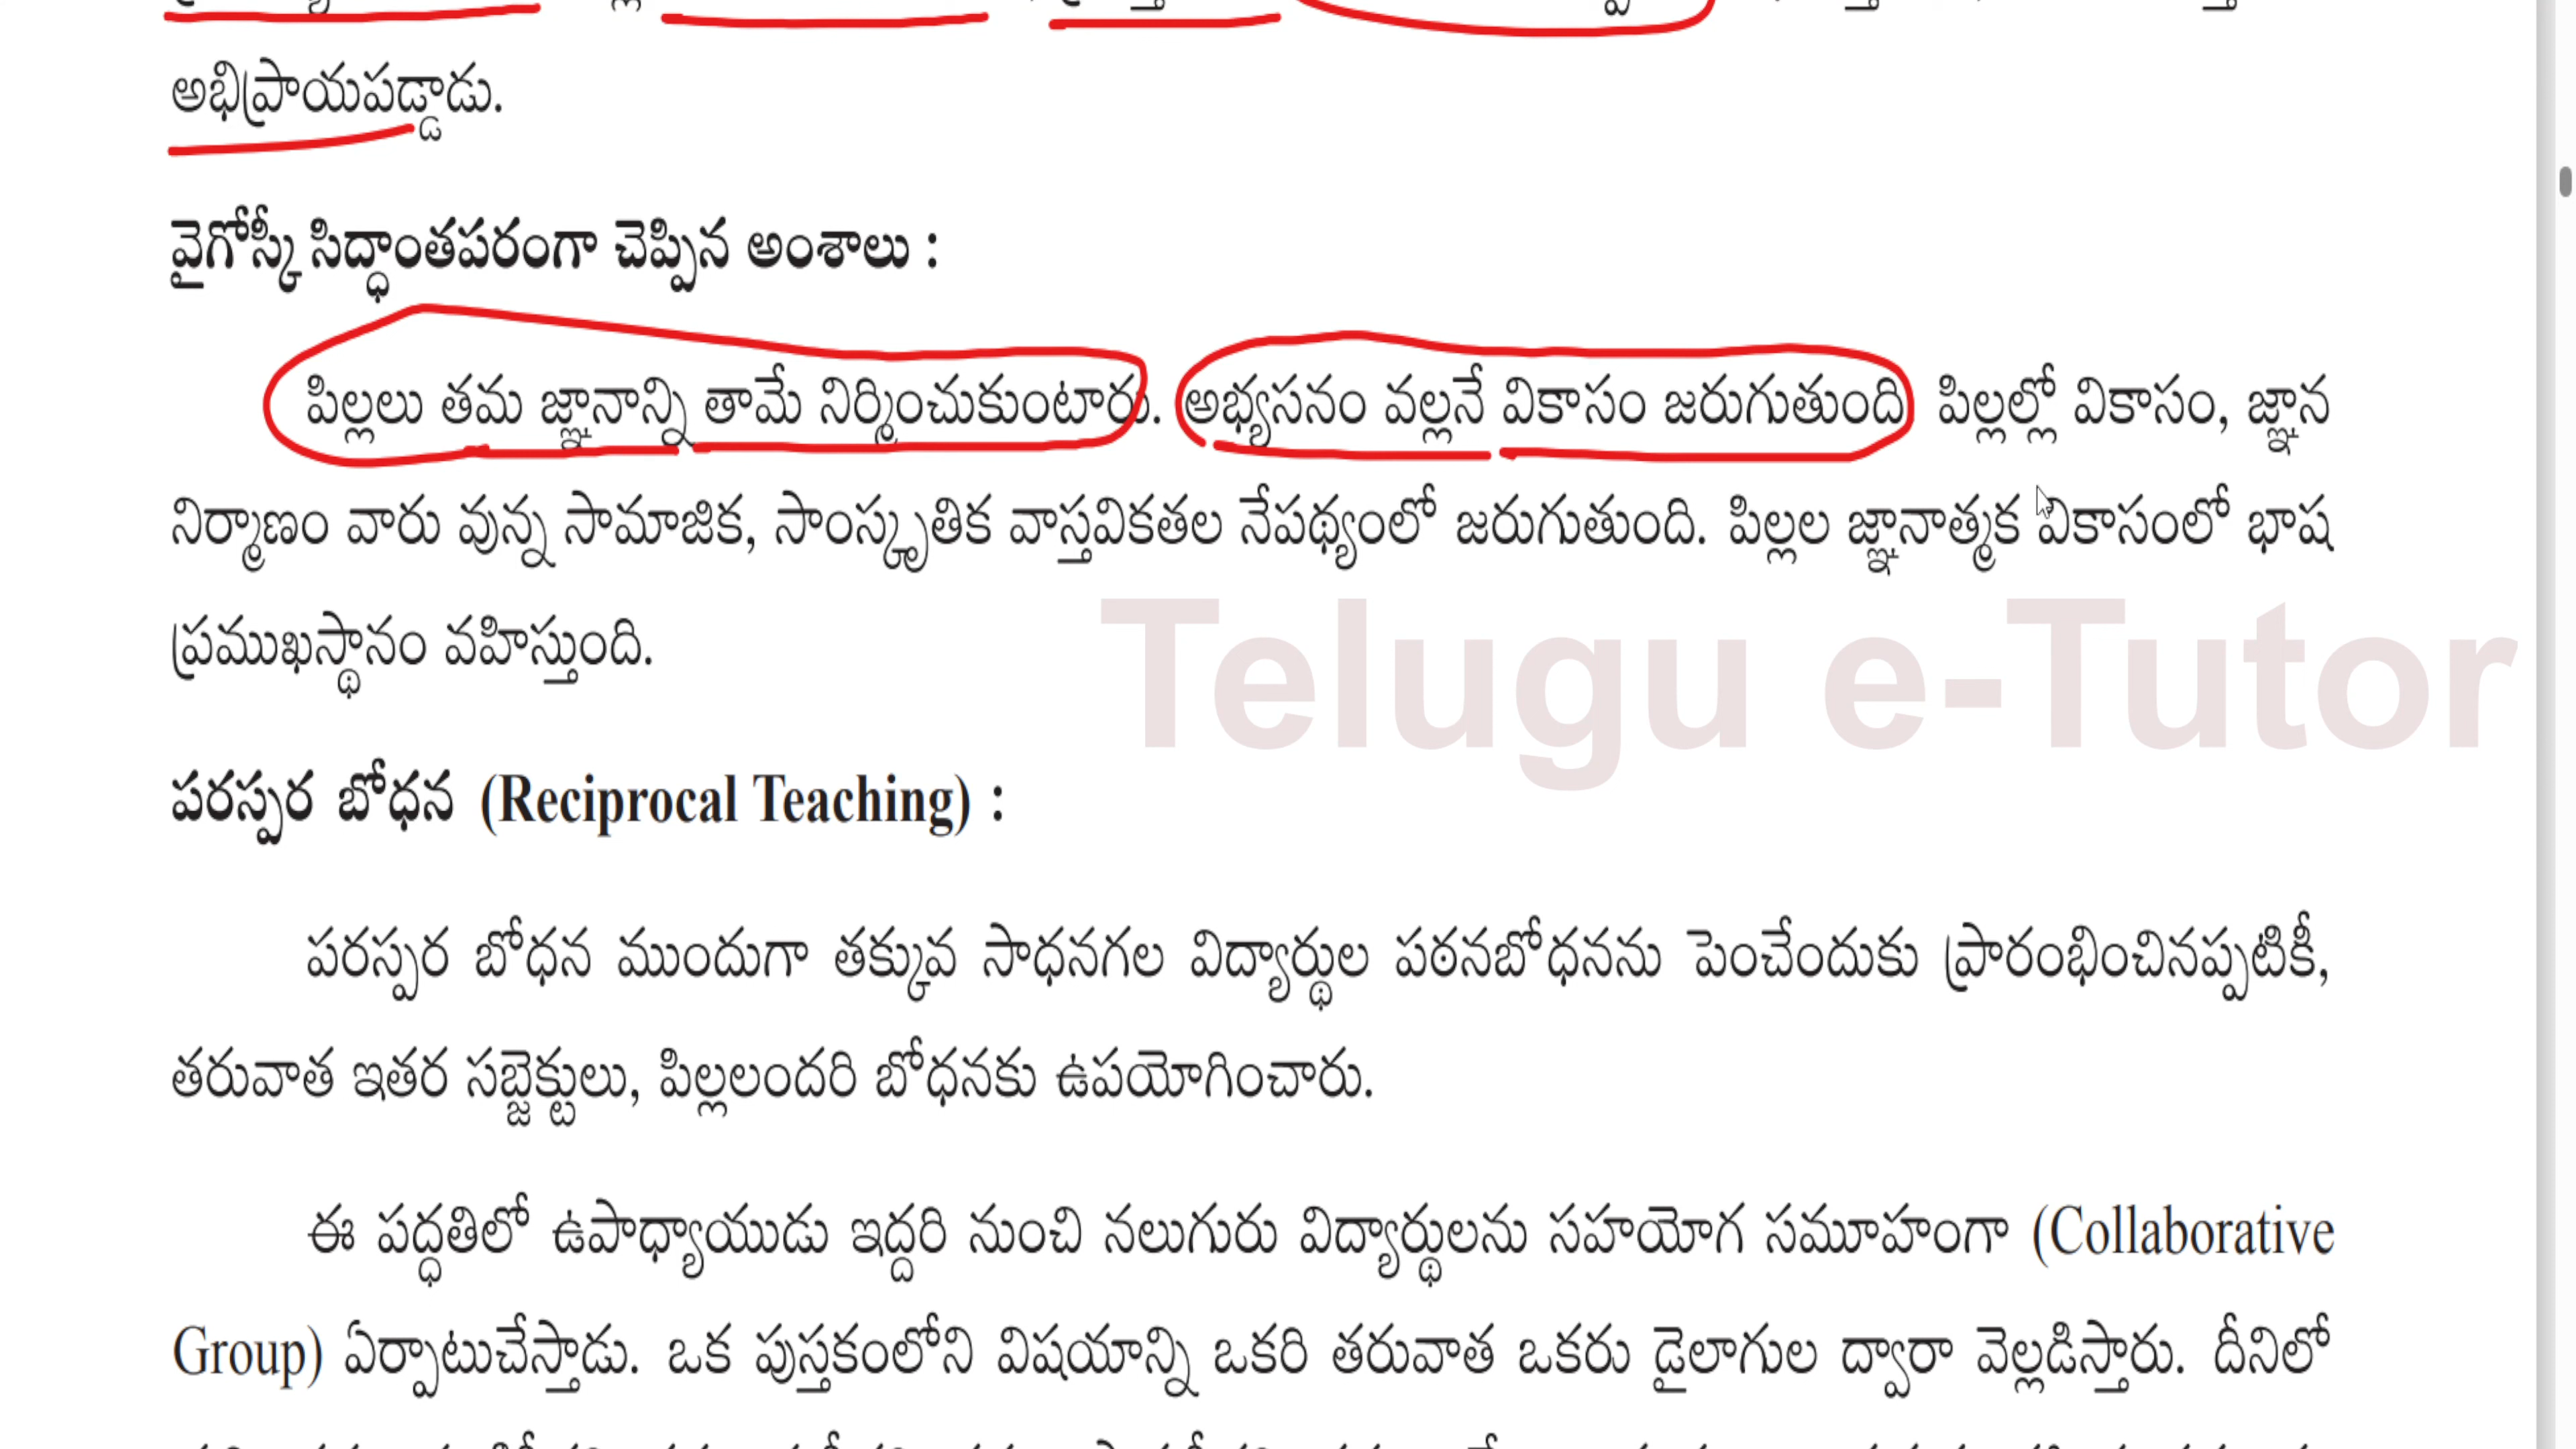 అభిప్రాయపడ్డాడు.
వైగోస్కీ సిద్ధాంతపరంగా చెప్పిన అంశాలు :
పిల్లలు తమ జ్ఞానాన్ని తామే నిర్మించుకుంటారు. అభ్యసనం వల్లనే వికాసం జరుగుతుంది పిల్లల్లో వికాసం, జ్ఞాన
నిర్మాణం వారు వున్న సామాజిక, సాంస్కృతిక వాస్తవికతల నేపథ్యంలో జరుగుతుంది. పిల్లల జ్ఞానాత్మక వికాసంలో భాష
ప్రముఖస్థానం వహిస్తుంది.
Telugu e-Tutor
పరస్పర బోధన (Reciprocal Teaching) :
పరస్పర బోధన ముందుగా తక్కువ సాధనగల విద్యార్థుల పఠనబోధనను పెంచేందుకు ప్రారంభించినప్పటికీ,
తరువాత ఇతర సబ్జెక్టులు, పిల్లలందరి బోధనకు ఉపయోగించారు.
ఈ పద్ధతిలో ఉపాధ్యాయుడు ఇద్దరి నుంచి నలుగురు విద్యార్థులను సహయోగ సమూహంగా (Collaborative
Group) ఏర్పాటుచేస్తాడు. ఒక పుస్తకంలోని విషయాన్ని ఒకరి తరువాత ఒకరు డైలాగుల ద్వారా వెల్లడిస్తారు. దీనిలో